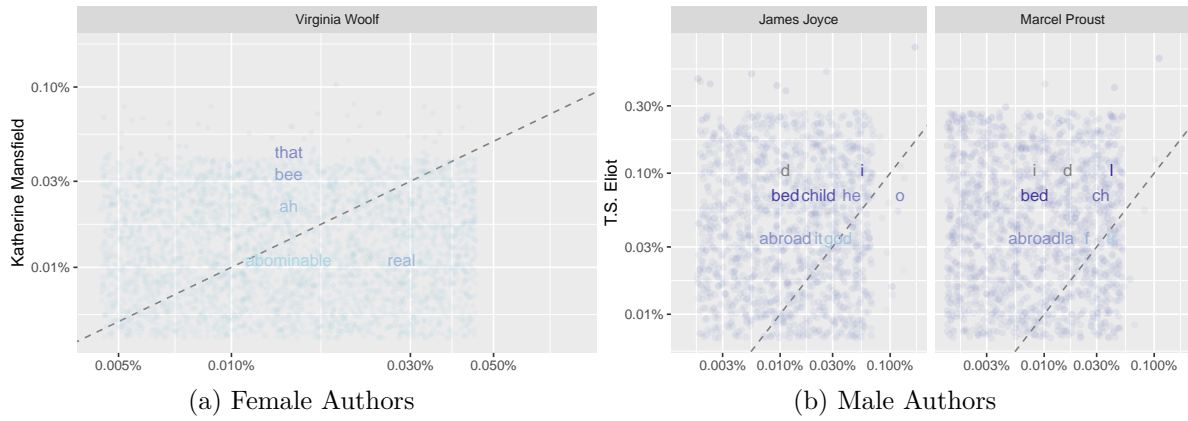 Virginia Woolf
Katherine Mansfield
0.10%
0.03%
0.01%
that
bee
ah
abominable real
0.005% 0.010% 0.030% 0.050%
(a) Female Authors
James Joyce Marcel Proust
T.S. Eliot
0.30%
0.10%
0.03%
0.01%
d i i d l
bed child he o bed ch
abroad it god abroad la f
0.003% 0.010% 0.030% 0.100% 0.003% 0.010% 0.030% 0.100%
(b) Male Authors